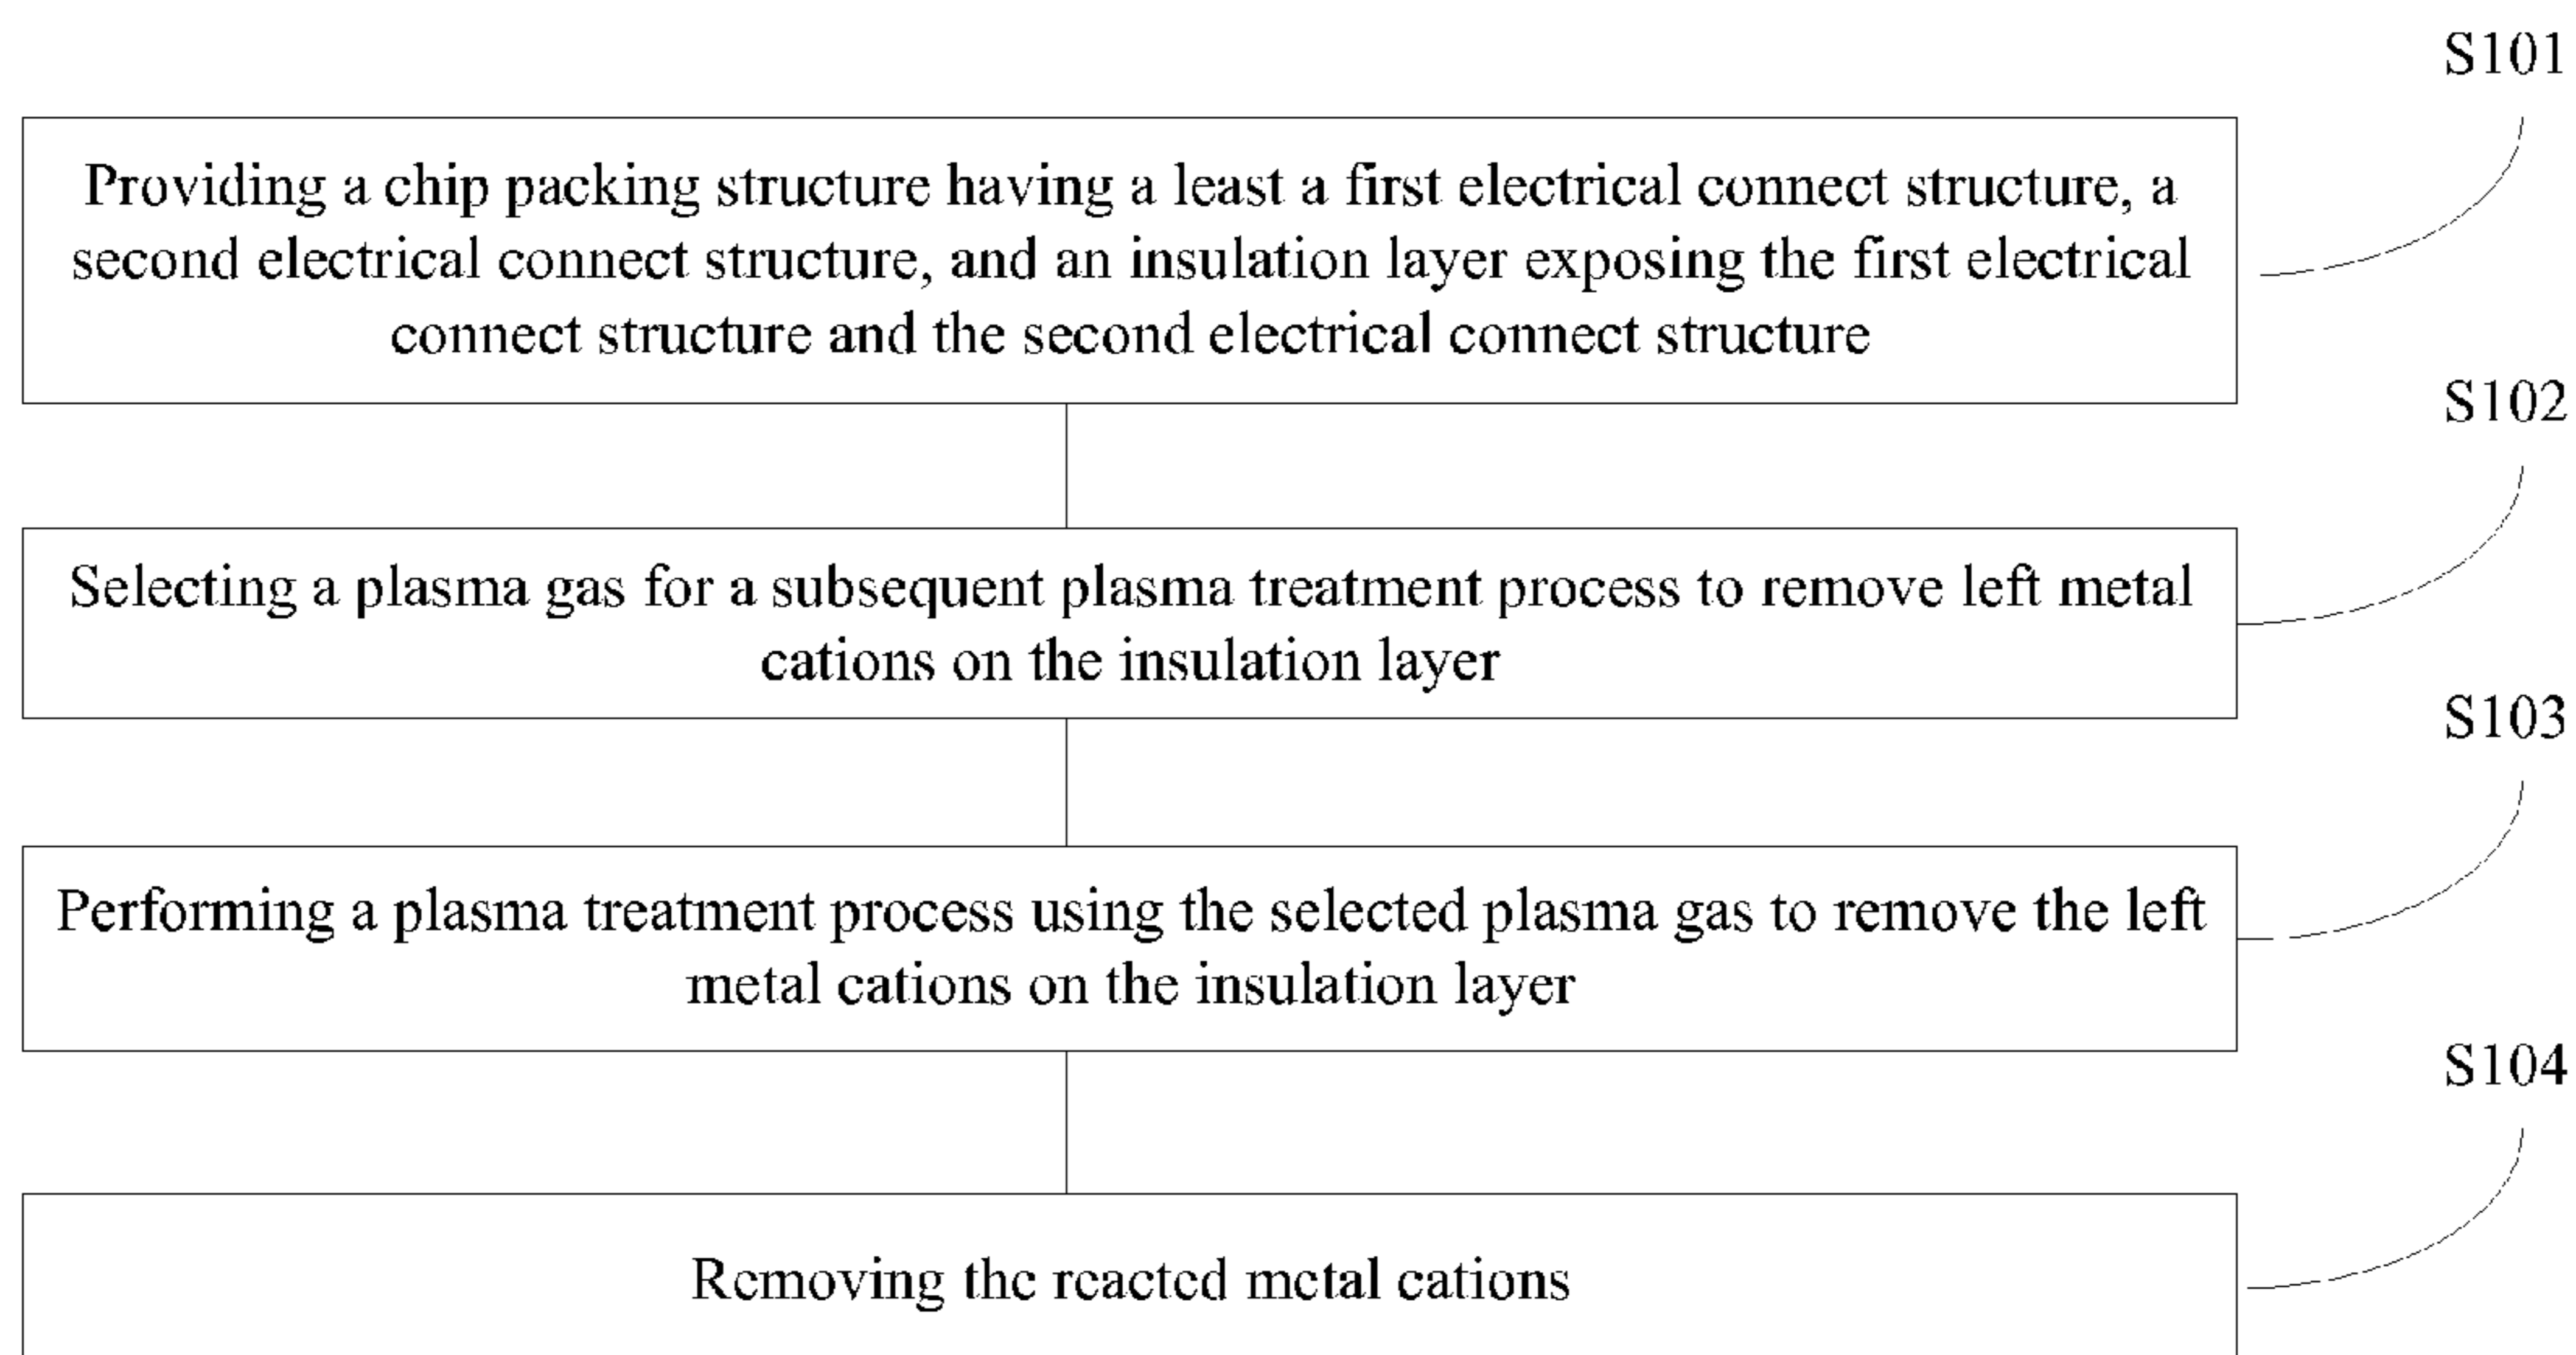 S101
Providing a chip packing structure having a least a first electrical connect structure, a
second electrical connect structure, and an insulation layer exposing the first electrical
connect structure and the second electrical connect structure
S102
Selecting a plasma gas for a subsequent plasma treatment process to remove left metal
cations on the insulation layer
S103
Performing a plasma treatment process using the selected plasma gas to remove the left
metal cations on the insulation layer
S104
Removing the reacted metal cations